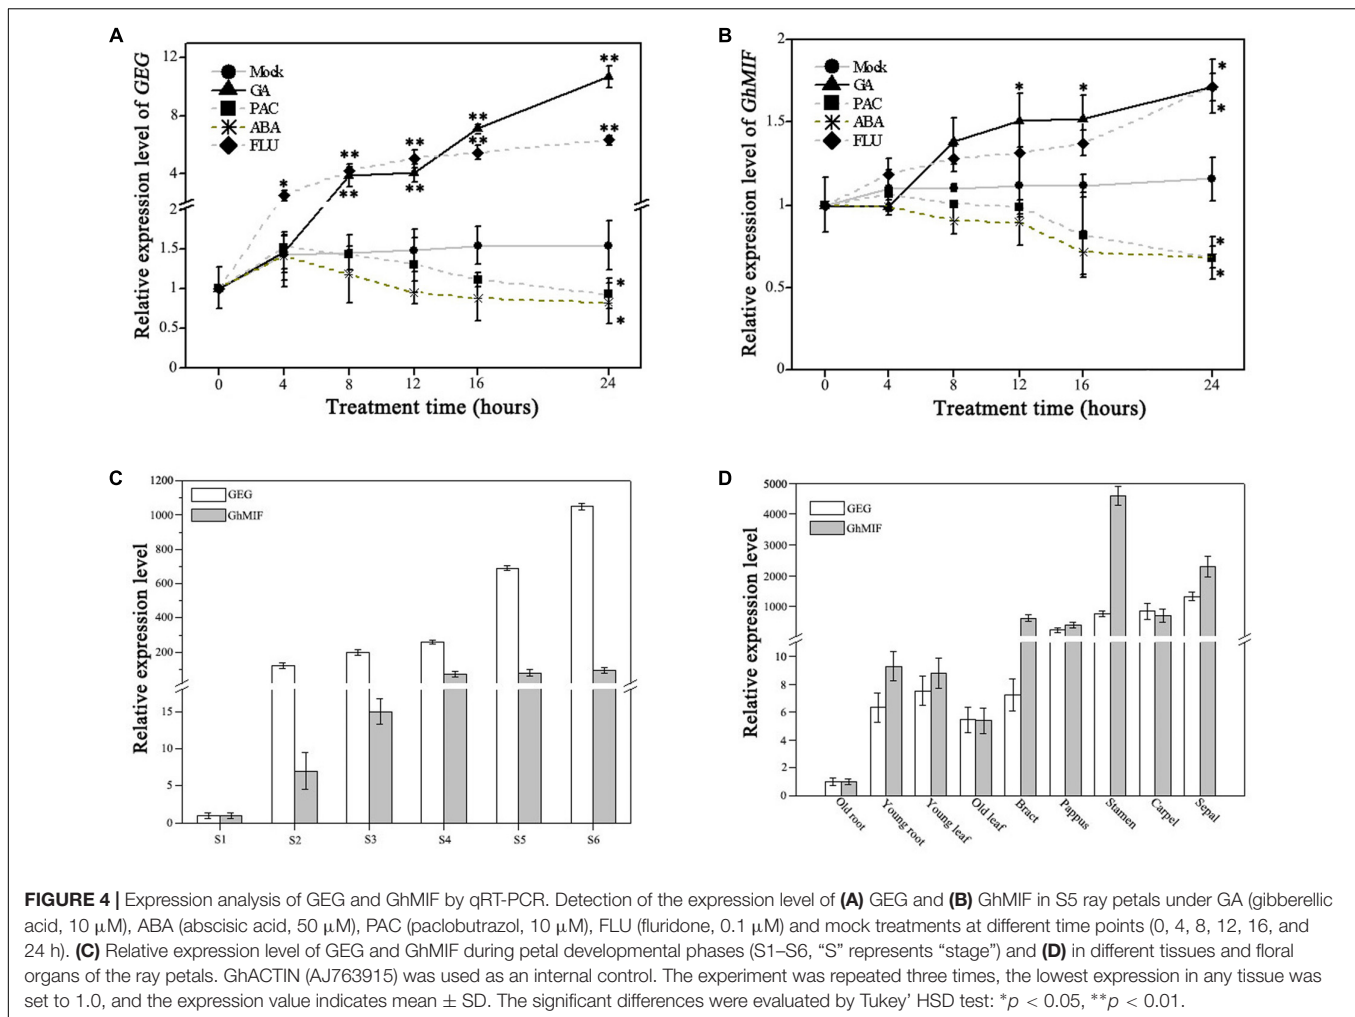 A
Relative expression level of GEG
12
8
4
2
1.5
1
0.5
0
Mock
GA
PAC
ABA
FLU
*
**
**
**
**
**
**
**
**
*
*
0
4
8
12
16
24
Treatment time (hours)
B
Relative expression level of GhMIF
2
1.5
1
0.5
0
Mock
GA
PAC
ABA
FLU
*
*
*
*
*
*
0
4
8
12
16
24
Treatment time (hours)
C
Relative expression level
1200
1000
800
600
400
200
15
10
5
0
GEG
GhMIF
S1
S2
S3
S4
S5
S6
D
Relative expression level
5000
4000
3000
2000
1000
10
8
6
4
2
0
GEG
GhMIF
Old root
Young root
Young leaf
Old leaf
Bract
Pappus
Stamen
Carpel
Sepal
FIGURE 4 | Expression analysis of GEG and GhMIF by qRT-PCR. Detection of the expression level of (A) GEG and (B) GhMIF in S5 ray petals under GA (gibberellic
acid, 10 μM), ABA (abscisic acid, 50 μM), PAC (paclobutrazol, 10 μM), FLU (fluridone, 0.1 μM) and mock treatments at different time points (0, 4, 8, 12, 16, and
24 h). (C) Relative expression level of GEG and GhMIF during petal developmental phases (S1–S6, “S” represents “stage”) and (D) in different tissues and floral
organs of the ray petals. GhACTIN (AJ763915) was used as an internal control. The experiment was repeated three times, the lowest expression in any tissue was
set to 1.0, and the expression value indicates mean ± SD. The significant differences were evaluated by Tukey’ HSD test: *p < 0.05, **p < 0.01.